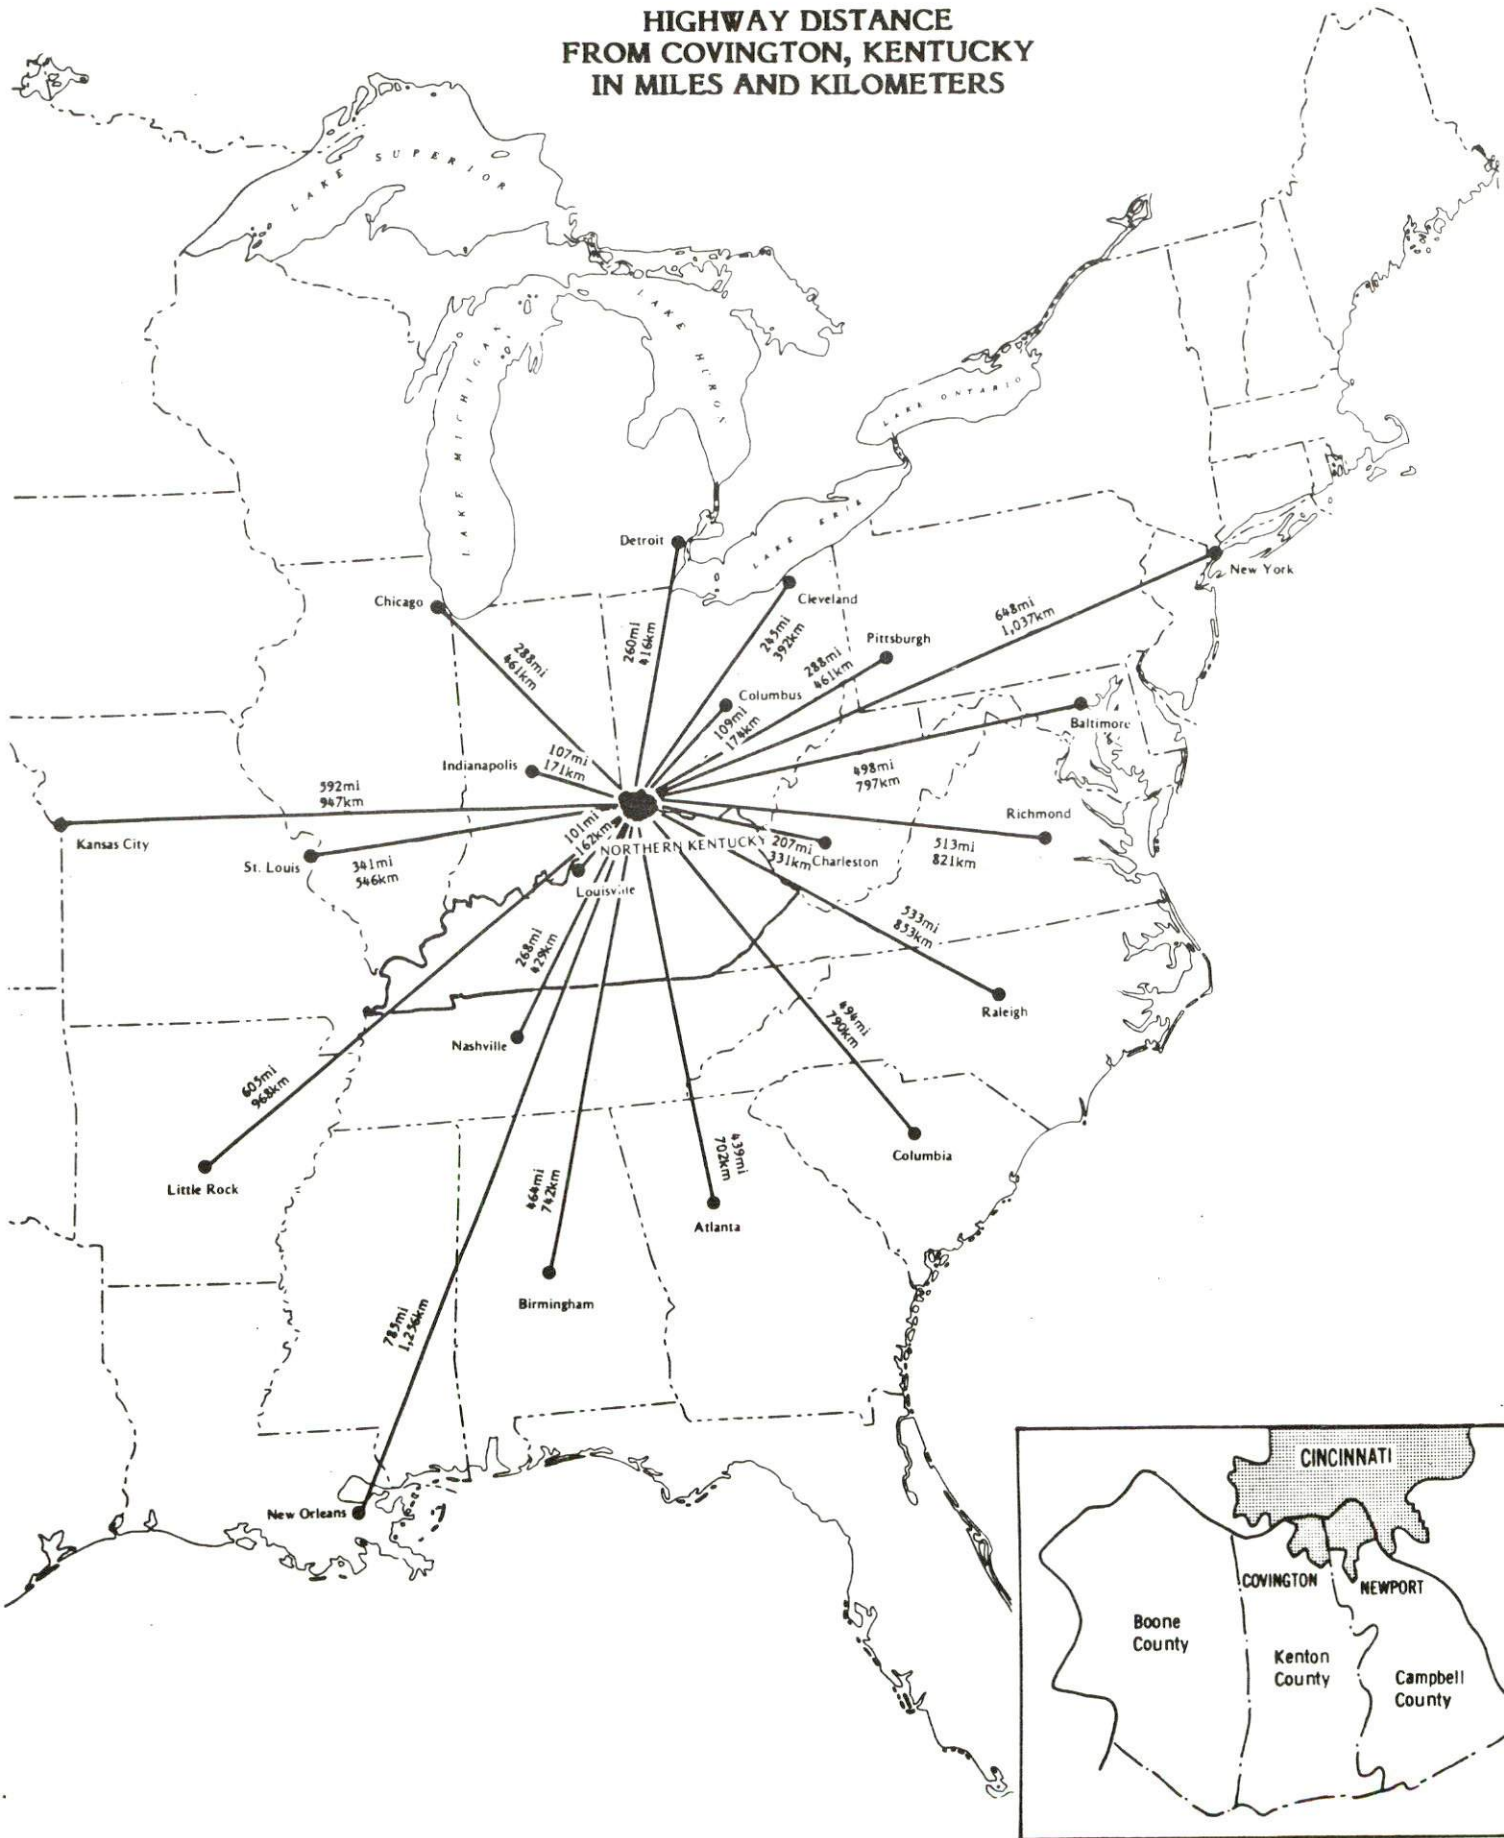 HIGHWAY DISTANCE
FROM COVINGTON, KENTUCKY
IN MILES AND KILOMETERS
LAKE SUPERIOR
LAKE MICHIGAN
LAKE HURON
LAKE ONTARIO
LAKE ERIE
Detroit
260mi
416km
Chicago
288mi
461km
Cleveland
245mi
392km
New York
648mi
1,037km
Pittsburgh
288mi
461km
Columbus
109mi
174km
Baltimore
498mi
797km
Indianapolis
107mi
171km
592mi
947km
Kansas City
St. Louis
341mi
546km
101mi
162km
NORTHERN KENTUCKY
Louisville
207mi
331km
Charleston
Richmond
513mi
821km
533mi
853km
Raleigh
268mi
429km
Nashville
494mi
790km
Columbia
605mi
968km
Little Rock
439mi
702km
Atlanta
464mi
742km
Birmingham
785mi
1,256km
New Orleans
CINCINNATI
COVINGTON
NEWPORT
Boone
County
Kenton
County
Campbell
County